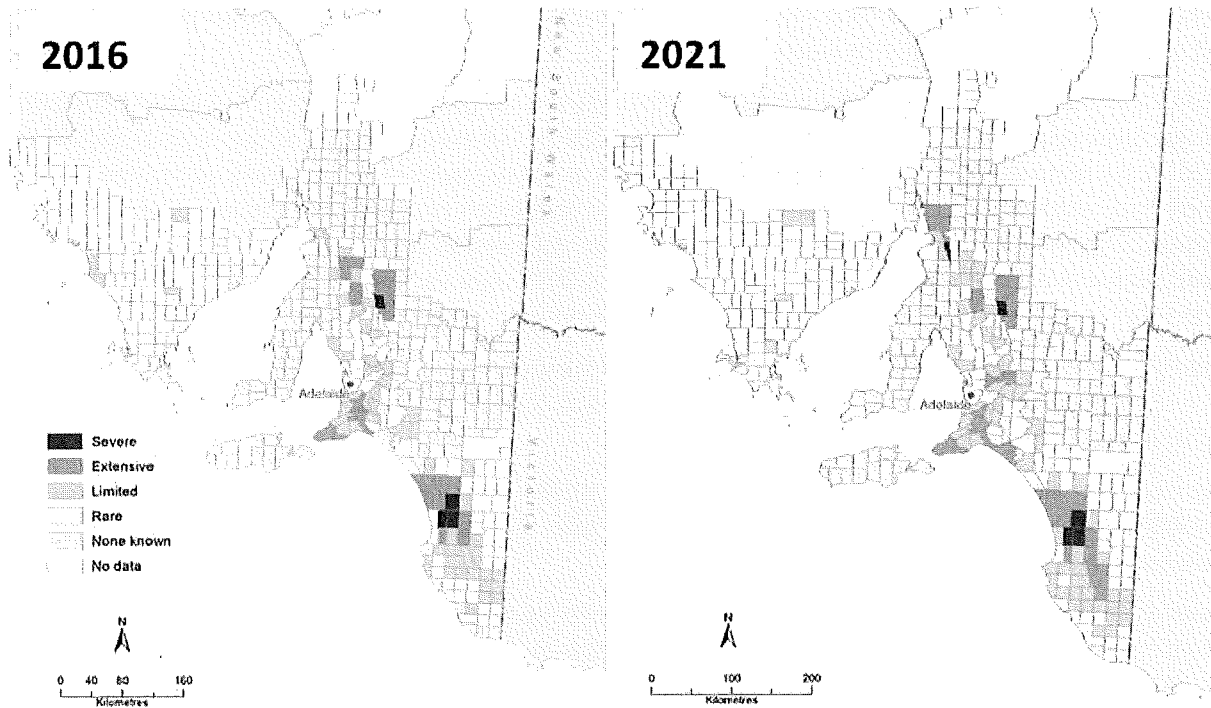 2016
2021
Adelaide
Adelaide
Severe
Extensive
Limited
Rare
None known
No data
N
N
0 40 80 160
Kilometres
0 100 200
Kilometres